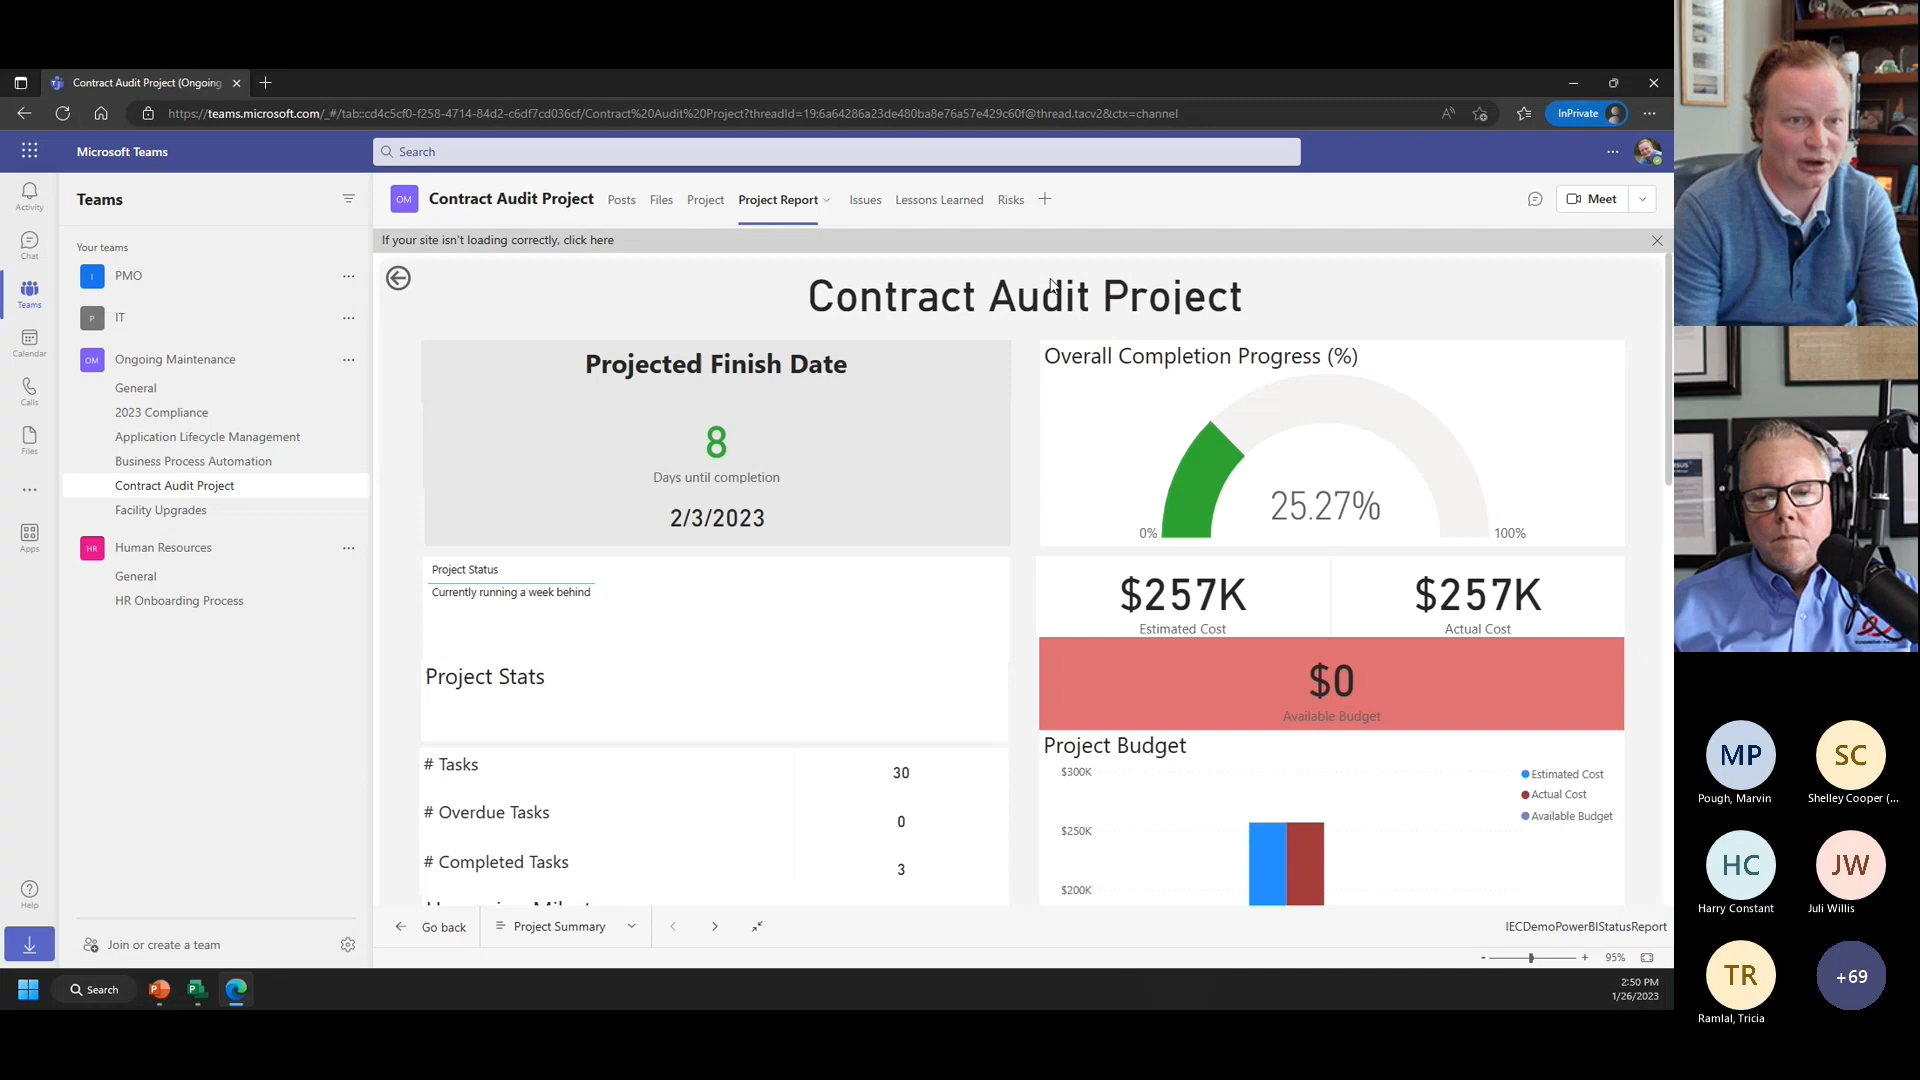 Contract Audit Project (Ongoing
https://teams.microsoft.com/_#/tab::cd4c5cf0-f258-4714-84d2-c6df7cd036cf/Contract%20Audit%20Project?threadId=19:6a64286a23de480ba8e76a57e429c60f@thread.tacv2&ctx=channel
InPrivate
Microsoft Teams
Search
Activity
Chat
Teams
Calendar
Calls
Files
Apps
Help
Teams
Your teams
I PMO
P IT
OM Ongoing Maintenance
General
2023 Compliance
Application Lifecycle Management
Business Process Automation
Contract Audit Project
Facility Upgrades
HR Human Resources
General
HR Onboarding Process
Join or create a team
OM Contract Audit Project Posts Files Project Project Report Issues Lessons Learned Risks
Meet
If your site isn't loading correctly, click here
Contract Audit Project
Projected Finish Date
8
Days until completion
2/3/2023
Overall Completion Progress (%)
25.27%
0% 100%
Project Status
Currently running a week behind
$257K
Estimated Cost
$257K
Actual Cost
$0
Available Budget
Project Stats
# Tasks 30
# Overdue Tasks 0
# Completed Tasks 3
Project Budget
$300K
$250K
$200K
Estimated Cost
Actual Cost
Available Budget
Go back Project Summary
IECDemoPowerBIStatusReport
- + 95%
Search
2:50 PM
1/26/2023
MP
Pough, Marvin
SC
Shelley Cooper (...
HC
Harry Constant
JW
Juli Willis
TR
Ramlal, Tricia
+69